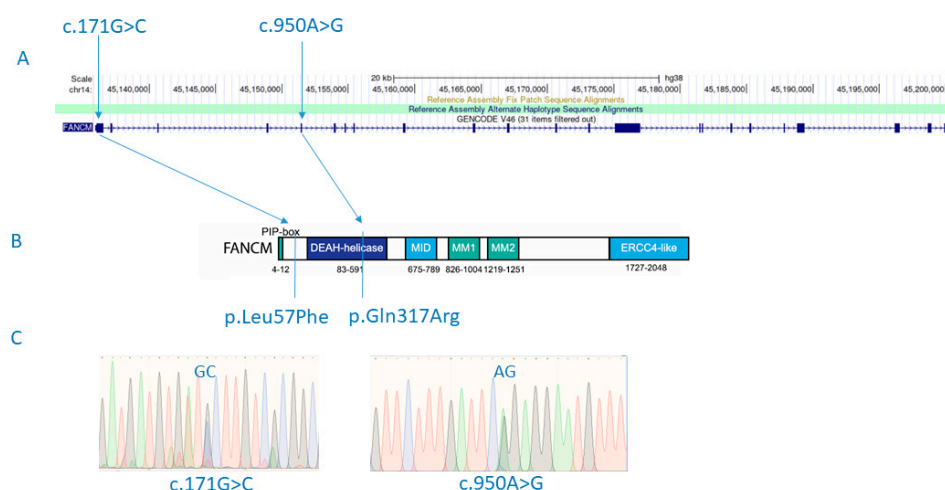 c.171G>C c.950A>G
A
Scale 20 kb hg38
chr14: 45,140,000 45,145,000 45,150,000 45,155,000 45,160,000 45,165,000 45,170,000 45,175,000 45,180,000 45,185,000 45,190,000 45,195,000 45,200,000
Reference Assembly Fix Patch Sequence Alignments
Reference Assembly Alternate Haplotype Sequence Alignments
GENCODE V46 (31 items filtered out)
FANCM
B
PIP-box
FANCM DEAH-helicase MID MM1 MM2 ERCC4-like
4-12 83-591 675-789 826-1004 1219-1251 1727-2048
p.Leu57Phe p.Gln317Arg
C
GC AG
c.171G>C c.950A>G